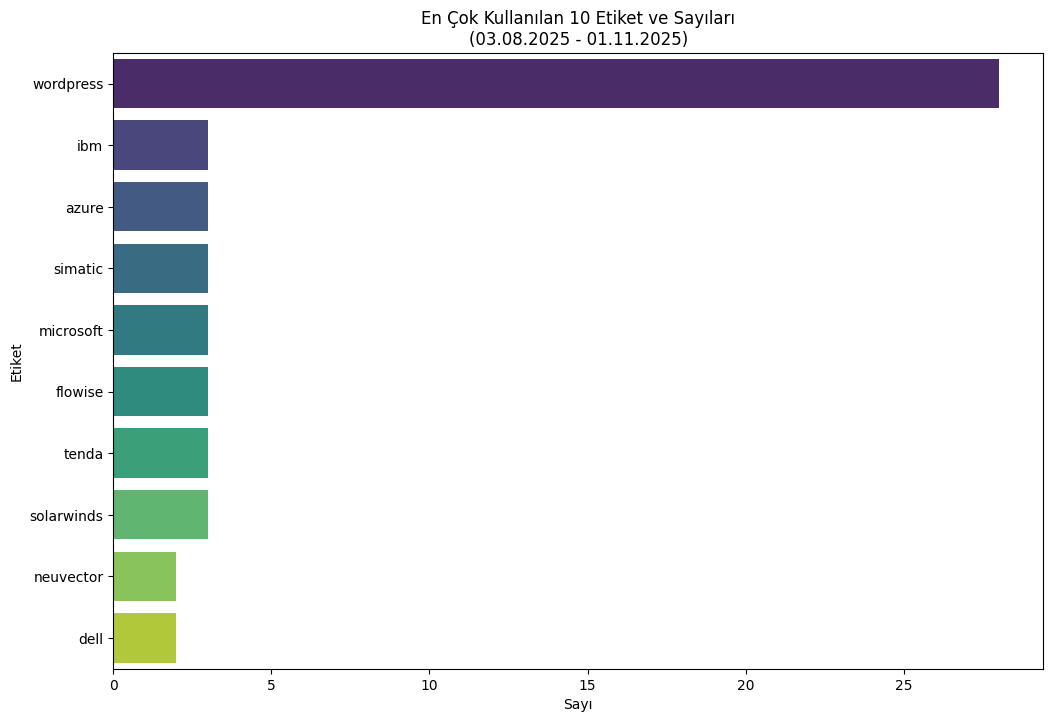 En Çok Kullanılan 10 Etiket ve Sayıları
(03.08.2025 - 01.11.2025)
Etiket
wordpress
ibm
azure
simatic
microsoft
flowise
tenda
solarwinds
neuvector
dell
0 5 10 15 20 25
Sayı